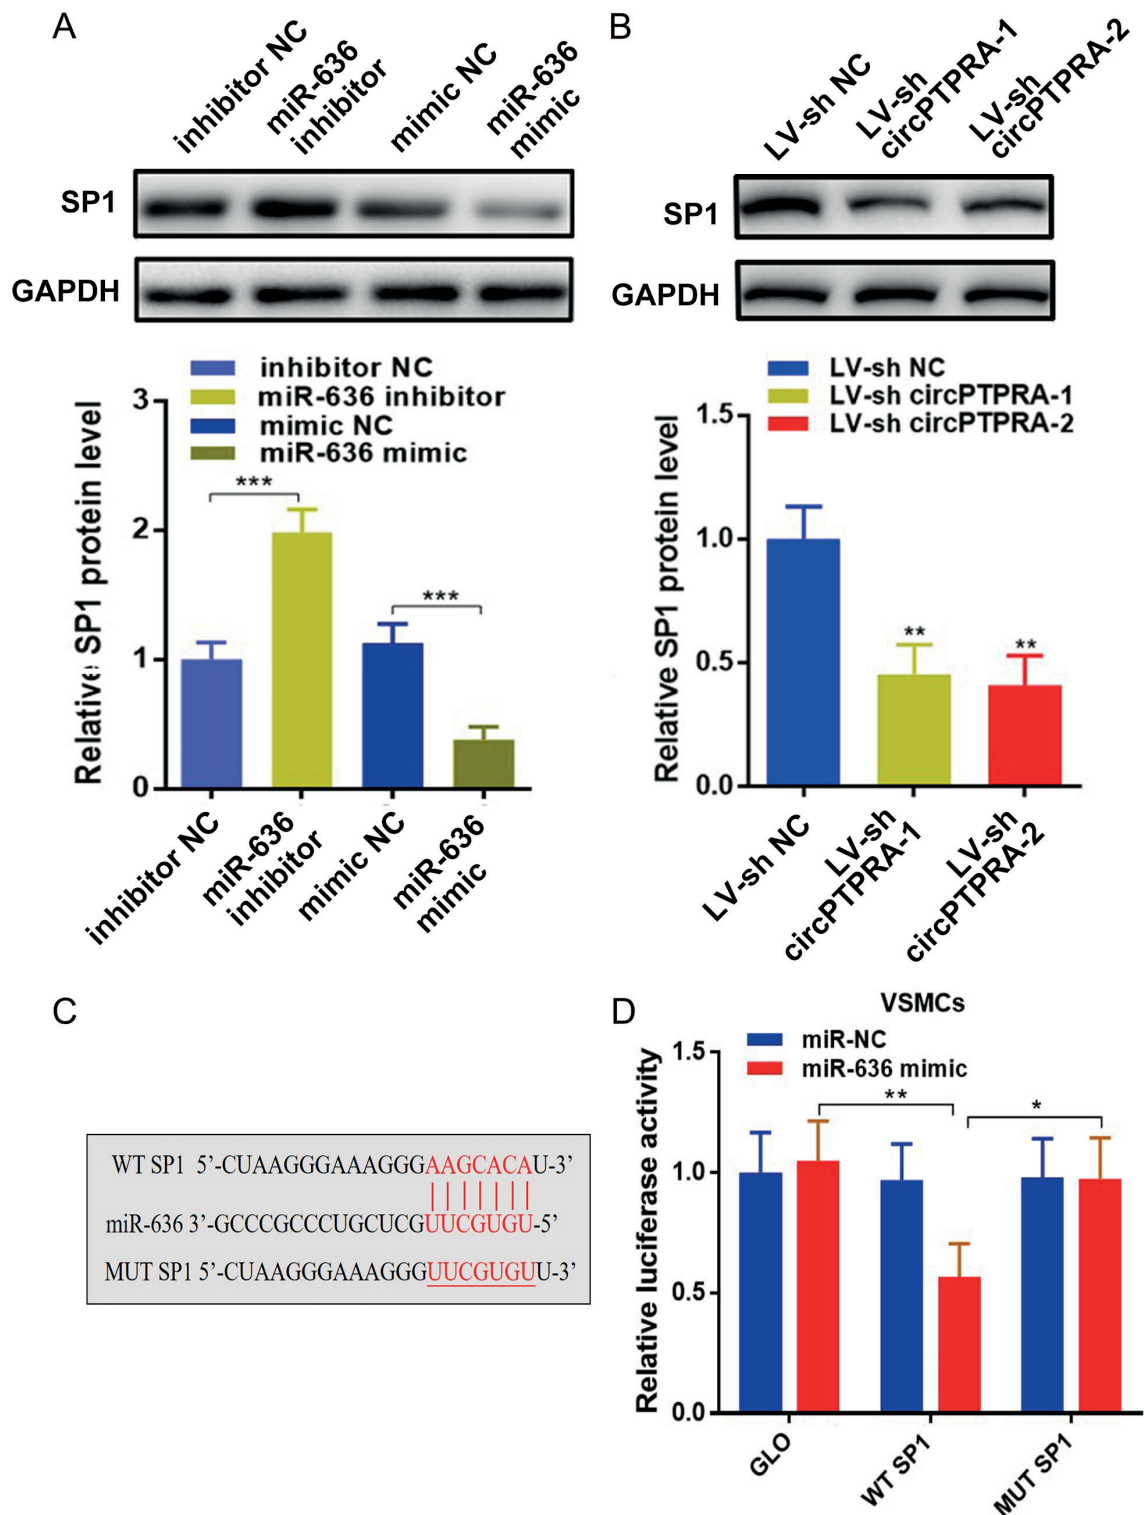 A
inhibitor NC
miR-636
inhibitor
mimic NC
miR-636
mimic
SP1
GAPDH
inhibitor NC
miR-636 inhibitor
mimic NC
miR-636 mimic
Relative SP1 protein level
3
2
1
0
***
***
inhibitor NC
miR-636
inhibitor
mimic NC
miR-636
mimic
B
LV-sh NC
LV-sh
circPTPRA-1
LV-sh
circPTPRA-2
SP1
GAPDH
LV-sh NC
LV-sh circPTPRA-1
LV-sh circPTPRA-2
Relative SP1 protein level
1.5
1.0
0.5
0.0
**
**
LV-sh NC
LV-sh
circPTPRA-1
LV-sh
circPTPRA-2
C
WT SP1 5’-CUAAGGGAAAGGGAAGCACAU-3’
miR-636 3’-GCCCGCCCUGCUCGUUCGUGU-5’
MUT SP1 5’-CUAAGGGAAAGGGUUCGUGUU-3’
D
VSMCs
miR-NC
miR-636 mimic
Relative luciferase activity
1.5
1.0
0.5
0.0
**
*
GLO
WT SP1
MUT SP1